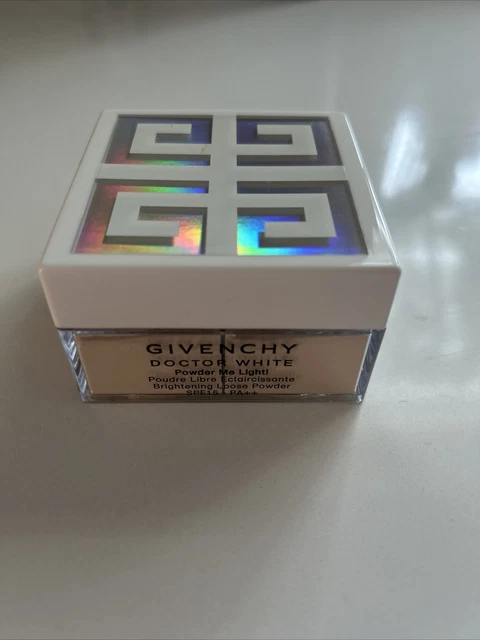 GIVENCHY
DOCTOR WHITE
Powder Me Light!
Poudre Libre Eclaircissante
Brightening Loose Powder
SPF15 - PA++